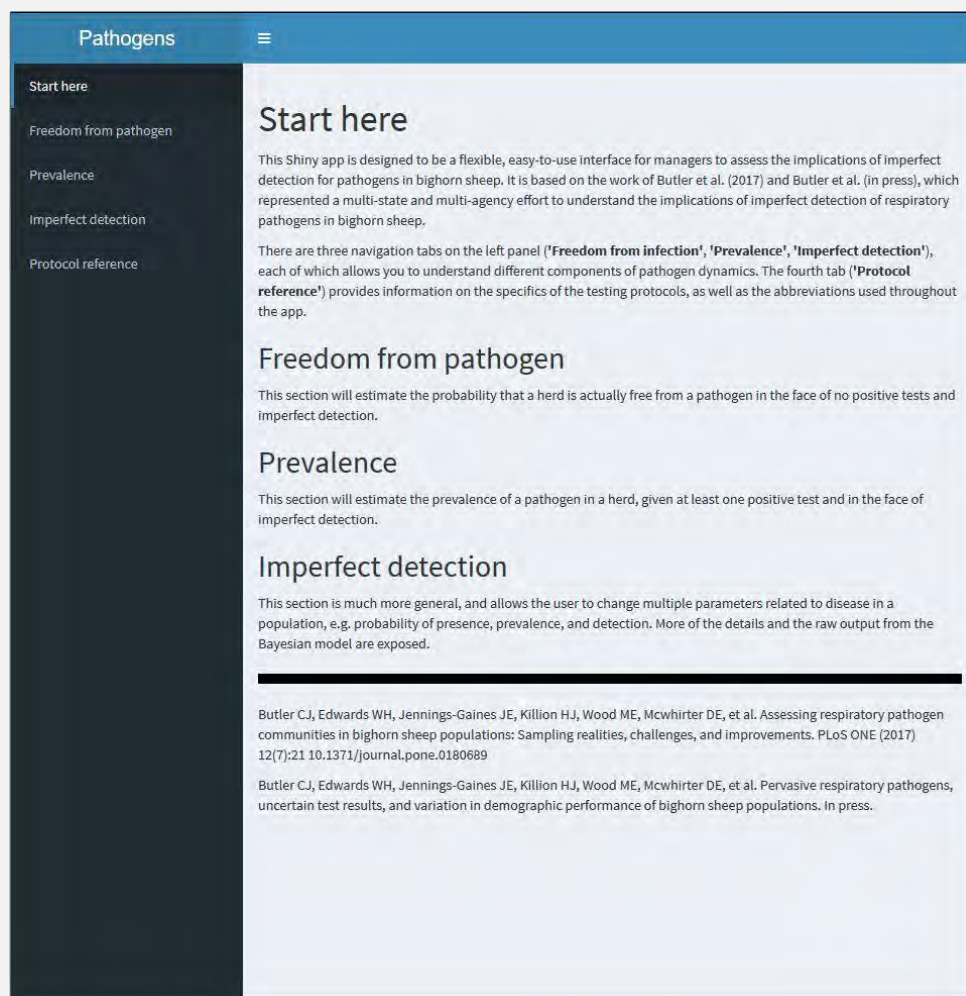 Pathogens
Start here
Freedom from pathogen
Prevalence
Imperfect detection
Protocol reference
Start here
This Shiny app is designed to be a flexible, easy-to-use interface for managers to assess the implications of imperfect
detection for pathogens in bighorn sheep. It is based on the work of Butler et al. (2017) and Butler et al. (in press), which
represented a multi-state and multi-agency effort to understand the implications of imperfect detection of respiratory
pathogens in bighorn sheep.
There are three navigation tabs on the left panel ('Freedom from infection', 'Prevalence', 'Imperfect detection'),
each of which allows you to understand different components of pathogen dynamics. The fourth tab ('Protocol
reference') provides information on the specifics of the testing protocols, as well as the abbreviations used throughout
the app.
Freedom from pathogen
This section will estimate the probability that a herd is actually free from a pathogen in the face of no positive tests and
imperfect detection.
Prevalence
This section will estimate the prevalence of a pathogen in a herd, given at least one positive test and in the face of
imperfect detection.
Imperfect detection
This section is much more general, and allows the user to change multiple parameters related to disease in a
population, e.g. probability of presence, prevalence, and detection. More of the details and the raw output from the
Bayesian model are exposed.
Butler CJ, Edwards WH, Jennings-Gaines JE, Killion HJ, Wood ME, Mcwhirter DE, et al. Assessing respiratory pathogen
communities in bighorn sheep populations: Sampling realities, challenges, and improvements. PLoS ONE (2017)
12(7):21 10.1371/journal.pone.0180689
Butler CJ, Edwards WH, Jennings-Gaines JE, Killion HJ, Wood ME, Mcwhirter DE, et al. Pervasive respiratory pathogens,
uncertain test results, and variation in demographic performance of bighorn sheep populations. In press.